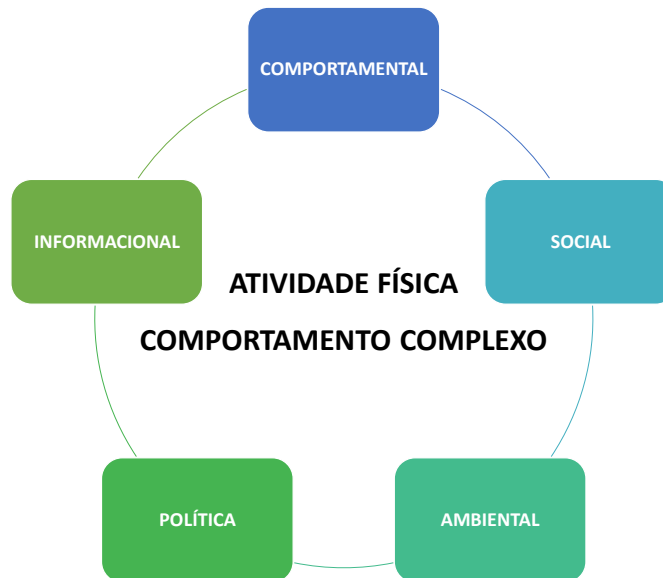 COMPORTAMENTAL
INFORMACIONAL
SOCIAL
ATIVIDADE FÍSICA
COMPORTAMENTO COMPLEXO
POLÍTICA
AMBIENTAL